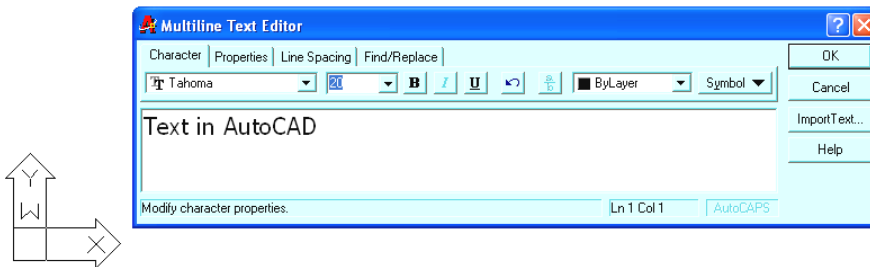 Multiline Text Editor
Character Properties Line Spacing Find/Replace
Tahoma 20 B I U a/b ByLayer Symbol
Text in AutoCAD
Modify character properties. Ln 1 Col 1 AutoCAPS
OK
Cancel
ImportText...
Help
Y
W
X